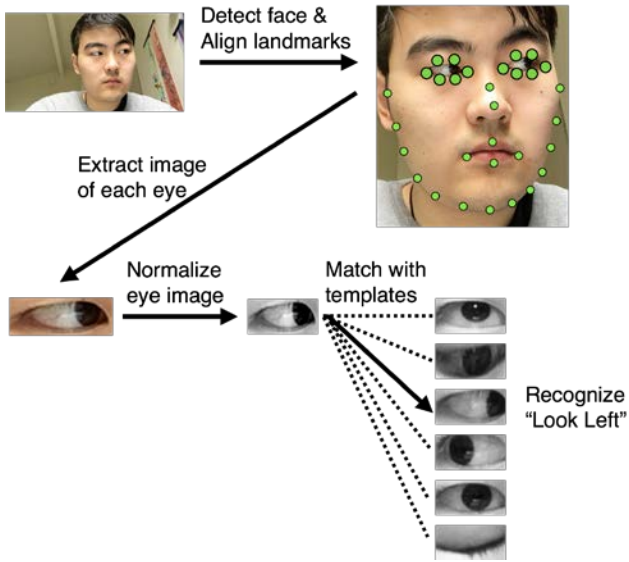 Detect face &
Align landmarks
Extract image
of each eye
Normalize
eye image
Match with
templates
Recognize
“Look Left”